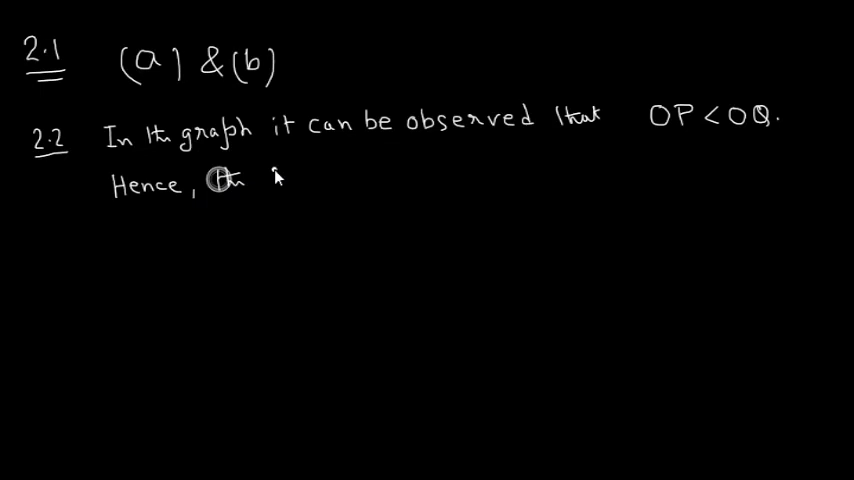 2.1 (a) & (b)
2.2 In the graph it can be observed that OP < OQ.
Hence, the